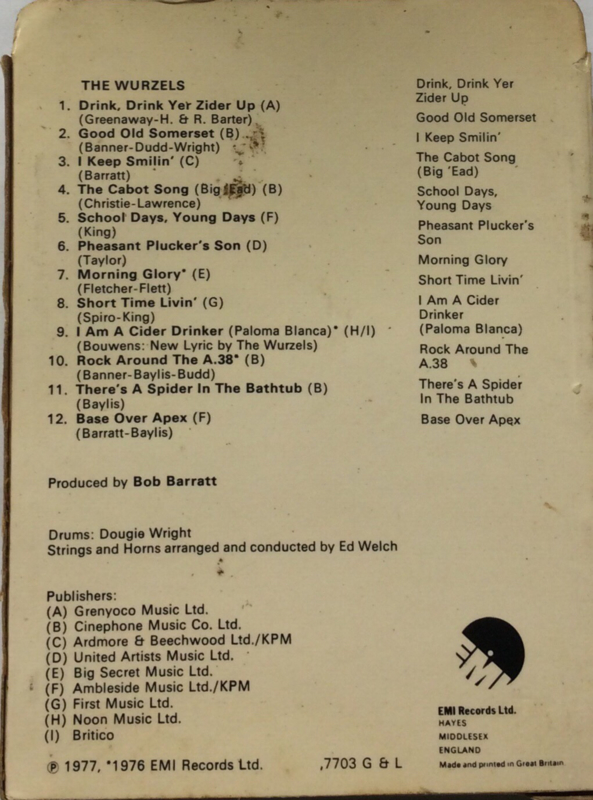 THE WURZELS
1. Drink, Drink Yer Zider Up (A)
(Greenaway-H. & R. Barter)
2. Good Old Somerset (B)
(Banner-Dudd-Wright)
3. I Keep Smilin' (C)
(Barratt)
4. The Cabot Song (Big 'Ead) (B)
(Christie-Lawrence)
5. School Days, Young Days (F)
(King)
6. Pheasant Plucker's Son (D)
(Taylor)
7. Morning Glory* (E)
(Fletcher-Flett)
8. Short Time Livin' (G)
(Spiro-King)
9. I Am A Cider Drinker (Paloma Blanca)* (H/I)
(Bouwens: New Lyric by The Wurzels)
10. Rock Around The A.38* (B)
(Banner-Baylis-Budd)
11. There's A Spider In The Bathtub (B)
(Baylis)
12. Base Over Apex (F)
(Barratt-Baylis)
Drink, Drink Yer
Zider Up
Good Old Somerset
I Keep Smilin'
The Cabot Song
(Big 'Ead)
School Days,
Young Days
Pheasant Plucker's
Son
Morning Glory
Short Time Livin'
I Am A Cider
Drinker
(Paloma Blanca)
Rock Around The
A.38
There's A Spider
In The Bathtub
Base Over Apex
Produced by Bob Barratt
Drums: Dougie Wright
Strings and Horns arranged and conducted by Ed Welch
Publishers:
(A) Grenyoco Music Ltd.
(B) Cinephone Music Co. Ltd.
(C) Ardmore & Beechwood Ltd./KPM
(D) United Artists Music Ltd.
(E) Big Secret Music Ltd.
(F) Ambleside Music Ltd./KPM
(G) First Music Ltd.
(H) Noon Music Ltd.
(I) Britico
℗ 1977, *1976 EMI Records Ltd.
,7703 G & L
EMI
EMI Records Ltd.
HAYES
MIDDLESEX
ENGLAND
Made and printed in Great Britain